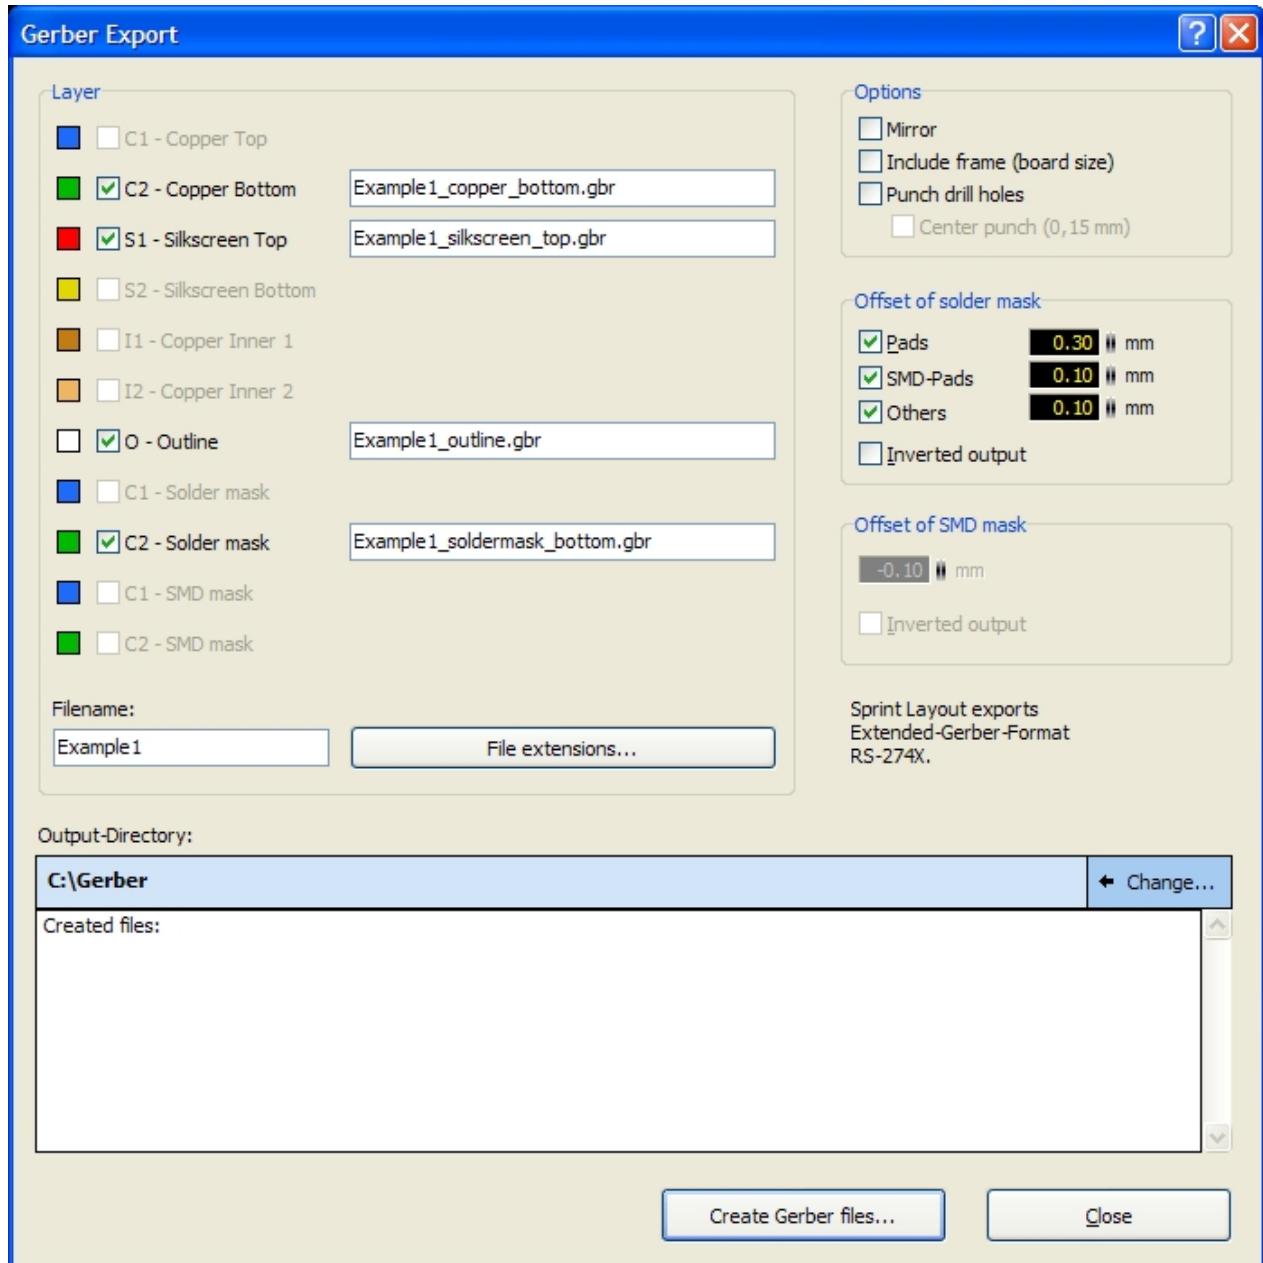 Gerber Export
Layer
C1 - Copper Top
C2 - Copper Bottom Example1_copper_bottom.gbr
S1 - Silkscreen Top Example1_silkscreen_top.gbr
S2 - Silkscreen Bottom
I1 - Copper Inner 1
I2 - Copper Inner 2
O - Outline Example1_outline.gbr
C1 - Solder mask
C2 - Solder mask Example1_soldermask_bottom.gbr
C1 - SMD mask
C2 - SMD mask
Filename:
Example1 File extensions...
Options
Mirror
Include frame (board size)
Punch drill holes
Center punch (0,15 mm)
Offset of solder mask
Pads 0.30 mm
SMD-Pads 0.10 mm
Others 0.10 mm
Inverted output
Offset of SMD mask
-0.10 mm
Inverted output
Sprint Layout exports
Extended-Gerber-Format
RS-274X.
Output-Directory:
C:\Gerber Change...
Created files:
Create Gerber files... Close